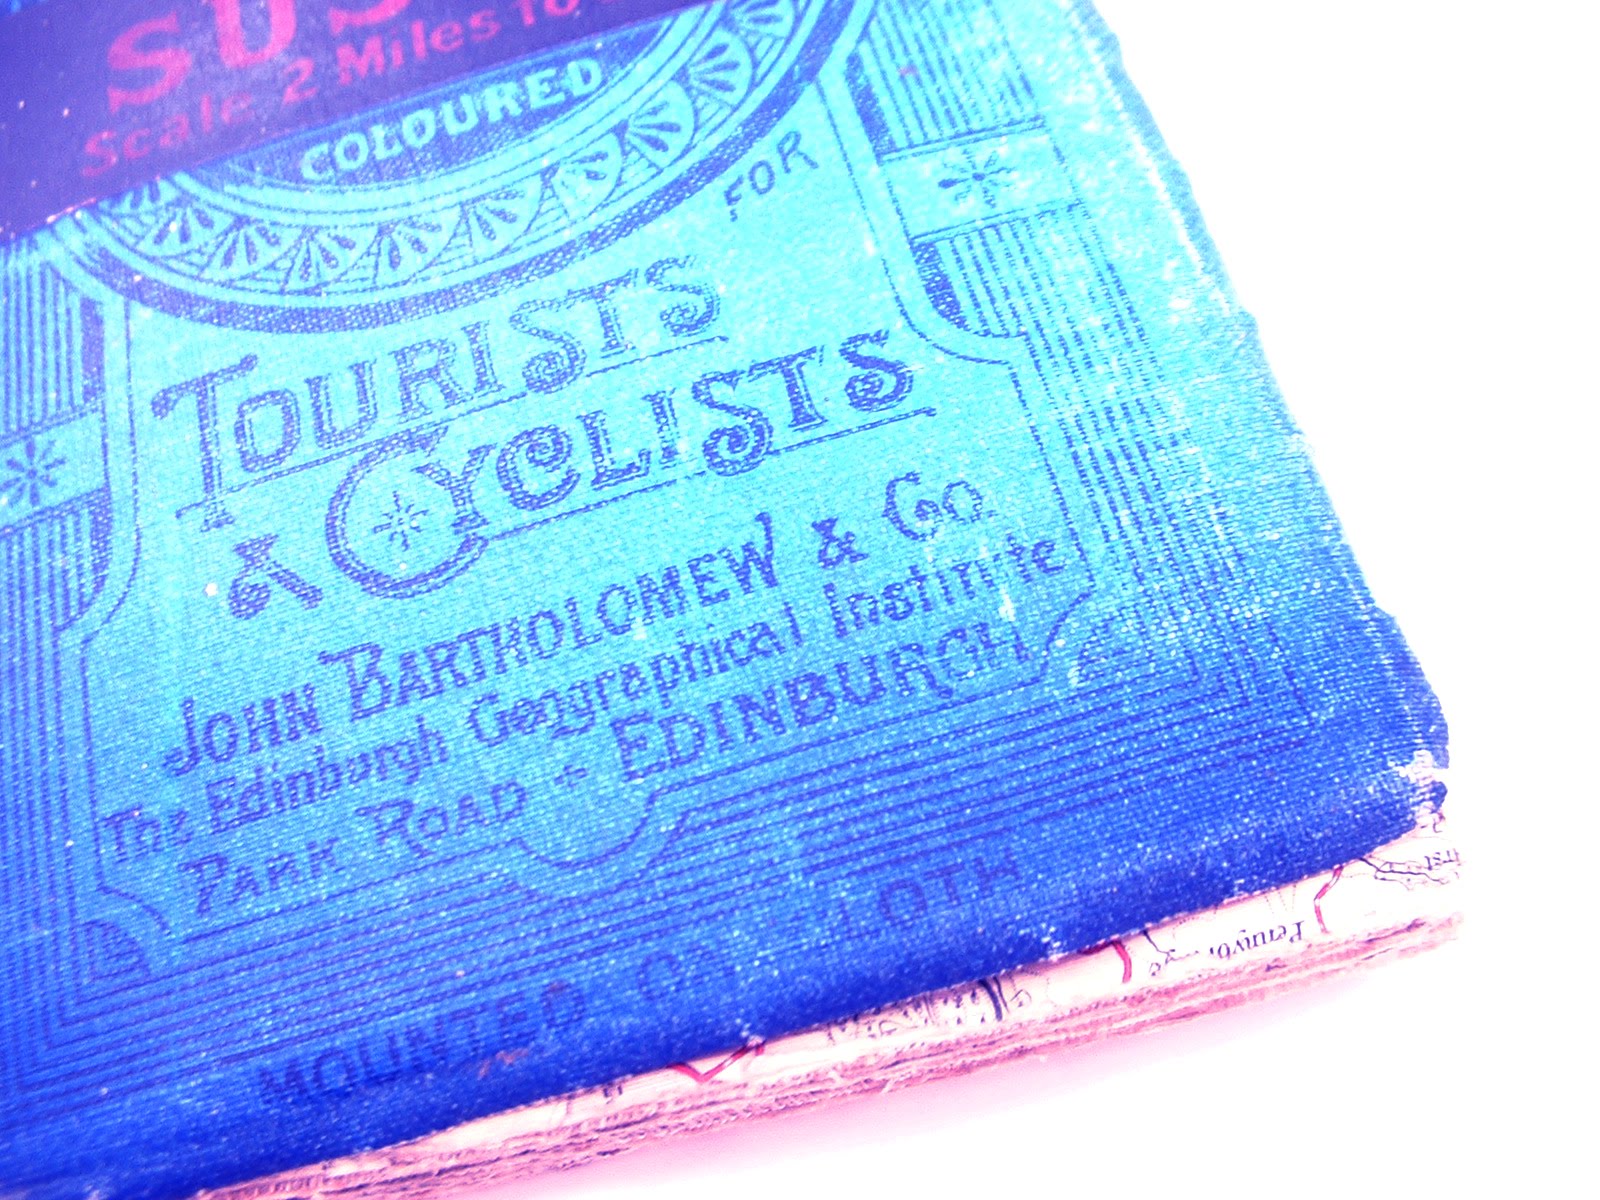 SUS
Scale 2 Miles to
COLOURED
FOR
TOURISTS
& CYCLISTS
JOHN BARTHOLOMEW & Co
The Edinburgh Geographical Institute
PARK ROAD - EDINBURGH
MOUNTED ON CLOTH